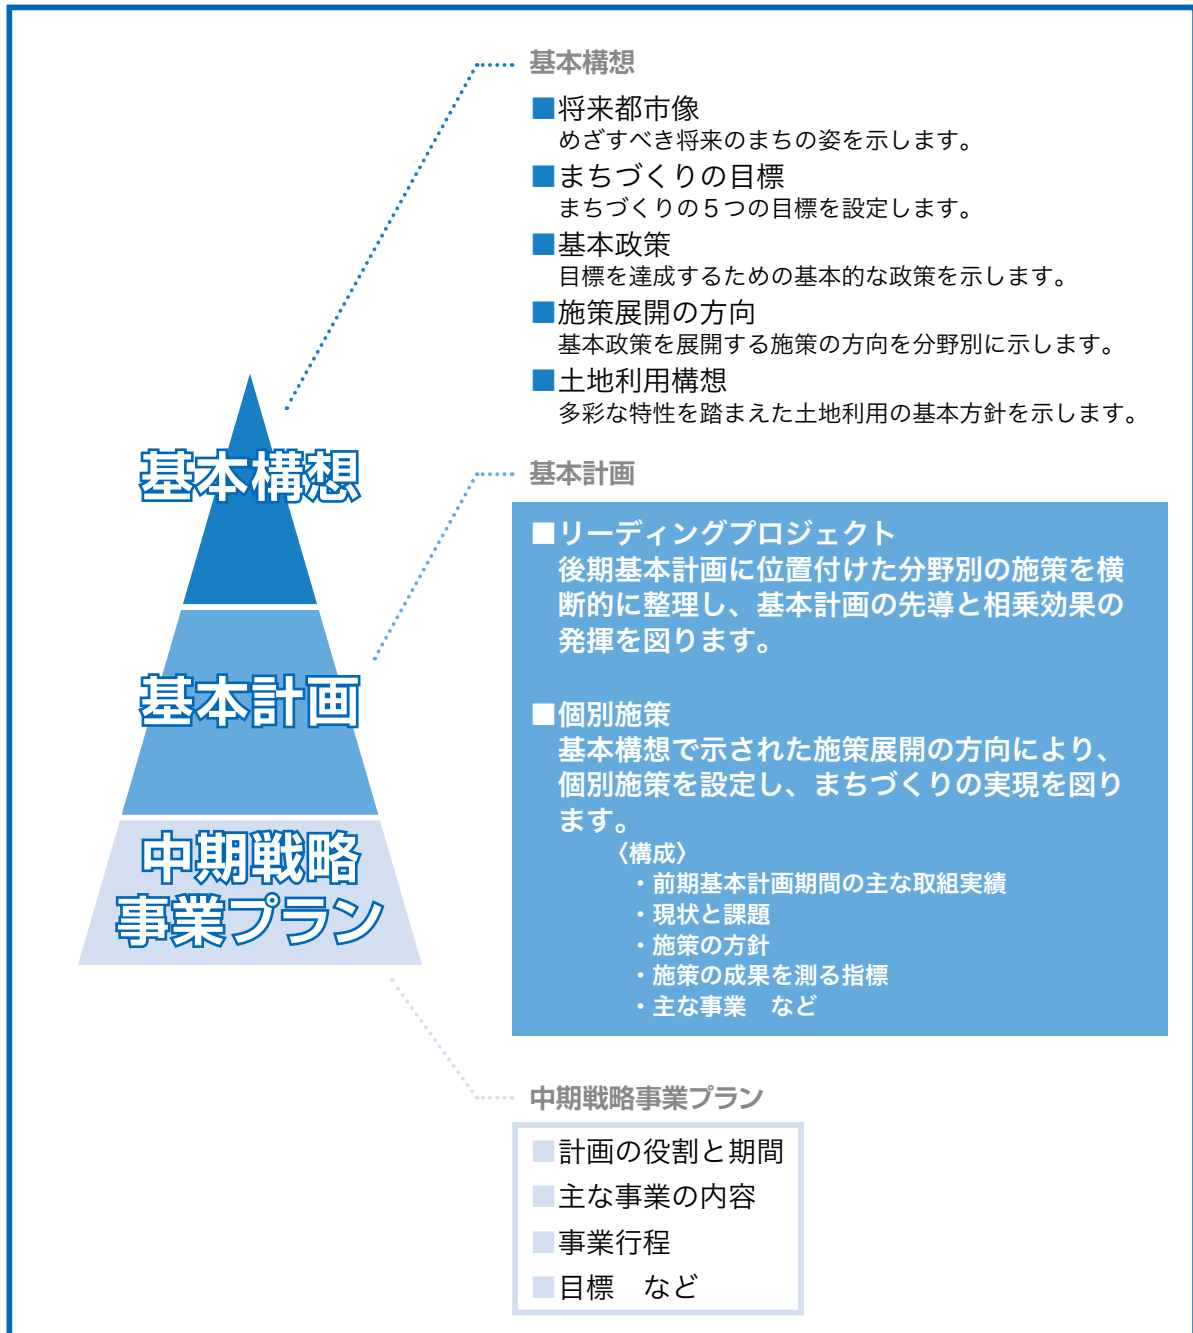 基本構想
■将来都市像
めざすべき将来のまちの姿を示します。
■まちづくりの目標
まちづくりの５つの目標を設定します。
■基本政策
目標を達成するための基本的な政策を示します。
■施策展開の方向
基本政策を展開する施策の方向を分野別に示します。
■土地利用構想
多彩な特性を踏まえた土地利用の基本方針を示します。
基本構想
基本計画
中期戦略
事業プラン
基本計画
■リーディングプロジェクト
後期基本計画に位置付けた分野別の施策を横
断的に整理し、基本計画の先導と相乗効果の
発揮を図ります。
■個別施策
基本構想で示された施策展開の方向により、
個別施策を設定し、まちづくりの実現を図り
ます。
〈構成〉
・前期基本計画期間の主な取組実績
・現状と課題
・施策の方針
・施策の成果を測る指標
・主な事業　など
中期戦略事業プラン
■計画の役割と期間
■主な事業の内容
■事業行程
■目標　など